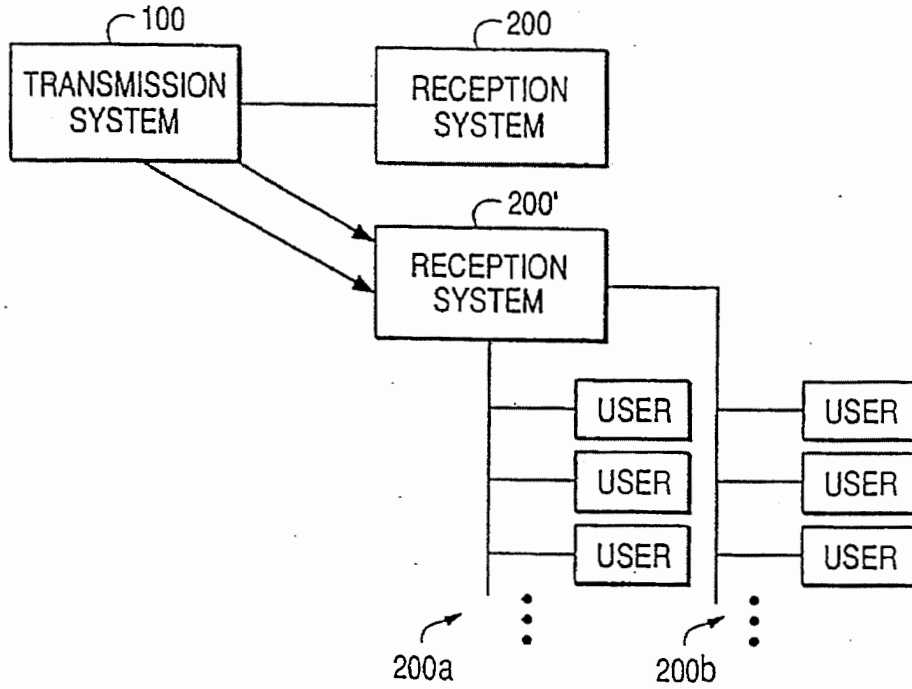 100
200
TRANSMISSION
SYSTEM
RECEPTION
SYSTEM
200'
RECEPTION
SYSTEM
USER
USER
USER
USER
USER
USER
200a
200b